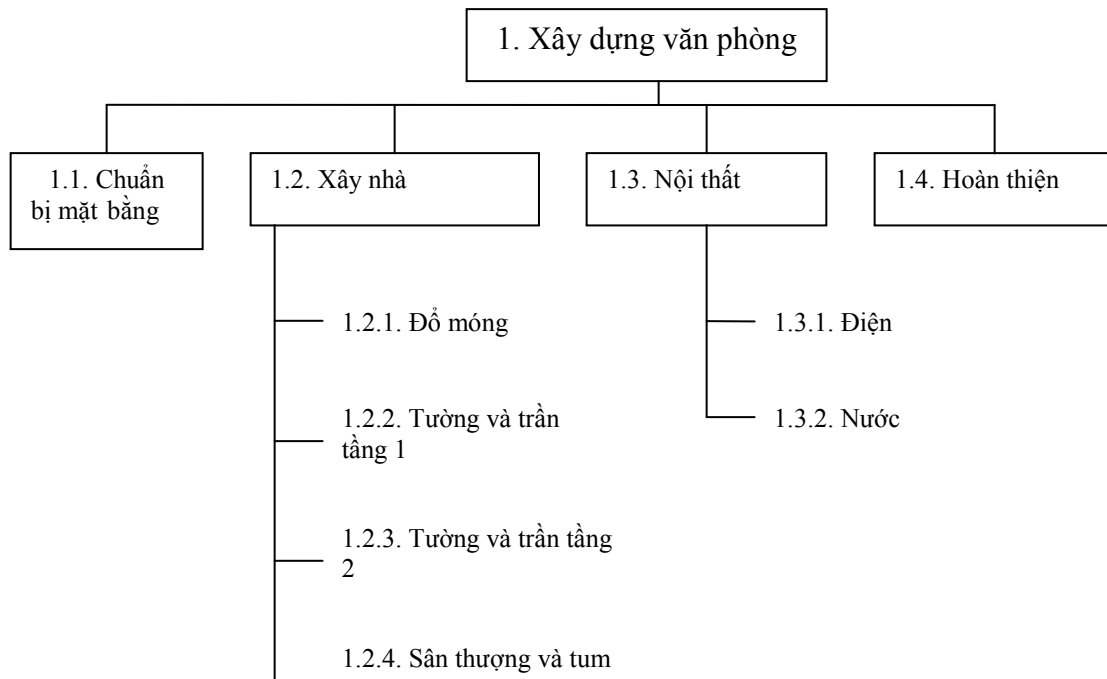 1. Xây dựng văn phòng
1.1. Chuẩn
bị mặt bằng
1.2. Xây nhà
1.3. Nội thất
1.4. Hoàn thiện
1.2.1. Đổ móng
1.3.1. Điện
1.2.2. Tường và trần
tầng 1
1.3.2. Nước
1.2.3. Tường và trần tầng
2
1.2.4. Sân thượng và tum